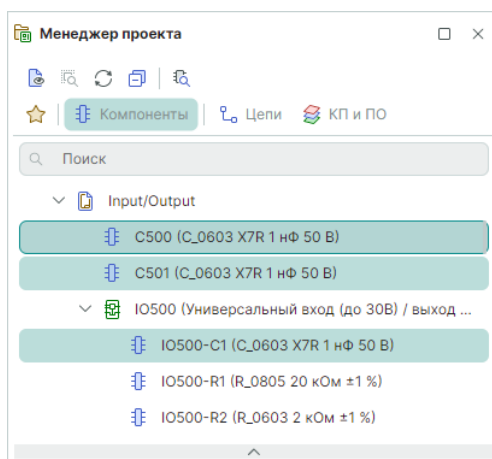 Менеджер проекта
Компоненты Цепи КП и ПО
Поиск
Input/Output
C500 (C_0603 X7R 1 нФ 50 В)
C501 (C_0603 X7R 1 нФ 50 В)
IO500 (Универсальный вход (до 30В) / выход ...
IO500-C1 (C_0603 X7R 1 нФ 50 В)
IO500-R1 (R_0805 20 кОм ±1 %)
IO500-R2 (R_0603 2 кОм ±1 %)